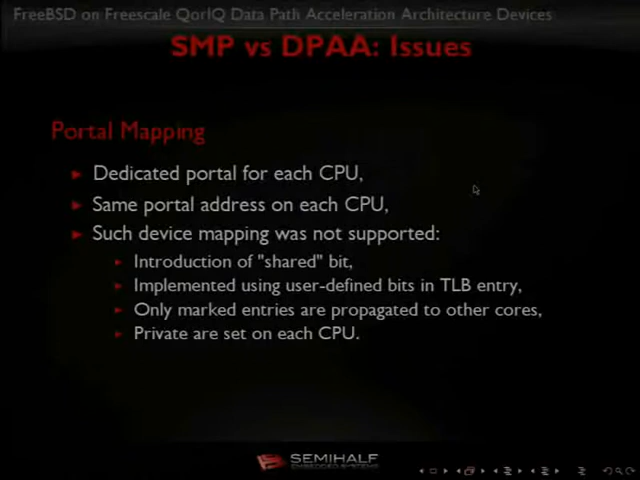 FreeBSD on Freescale QorIQ Data Path Acceleration Architecture Devices
SMP vs DPAA: Issues
Portal Mapping
Dedicated portal for each CPU,
Same portal address on each CPU,
Such device mapping was not supported:
Introduction of "shared" bit,
Implemented using user-defined bits in TLB entry,
Only marked entries are propagated to other cores,
Private are set on each CPU.
SEMIHALF
EMBEDDED SYSTEMS